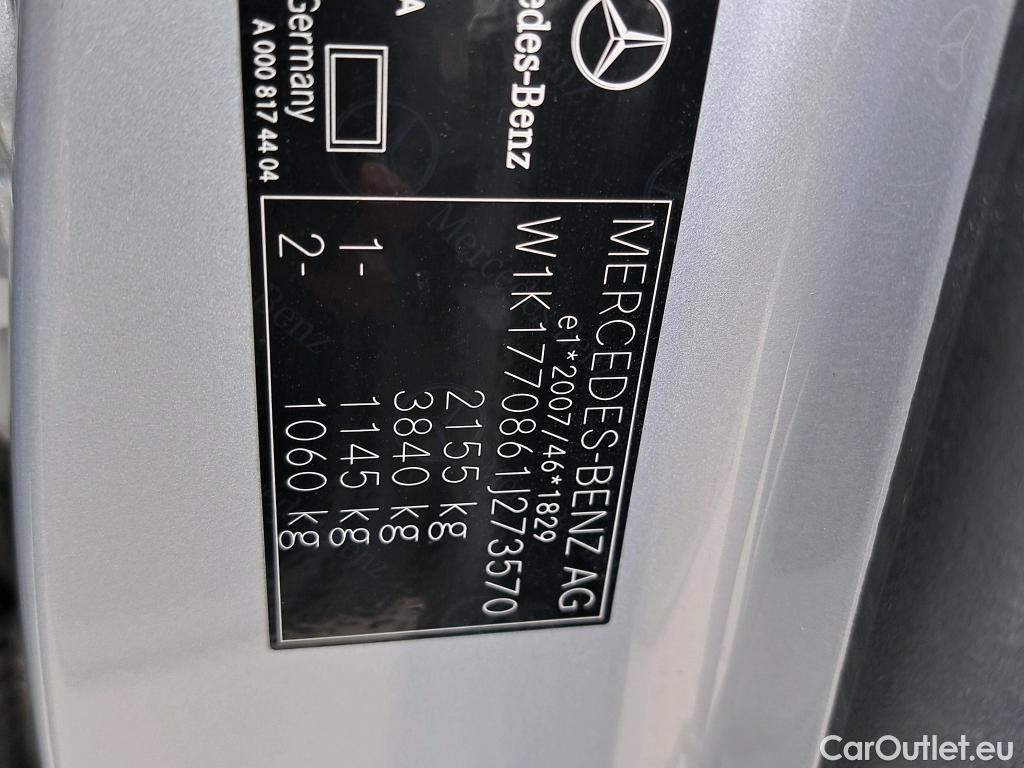 edes-Benz
A
Germany
A 000 817 44 04
MERCEDES-BENZ AG
e1*2007/46*1829
W1K1770861J273570
2155 kg
3840 kg
1- 1145 kg
2- 1060 kg
CarOutlet.eu